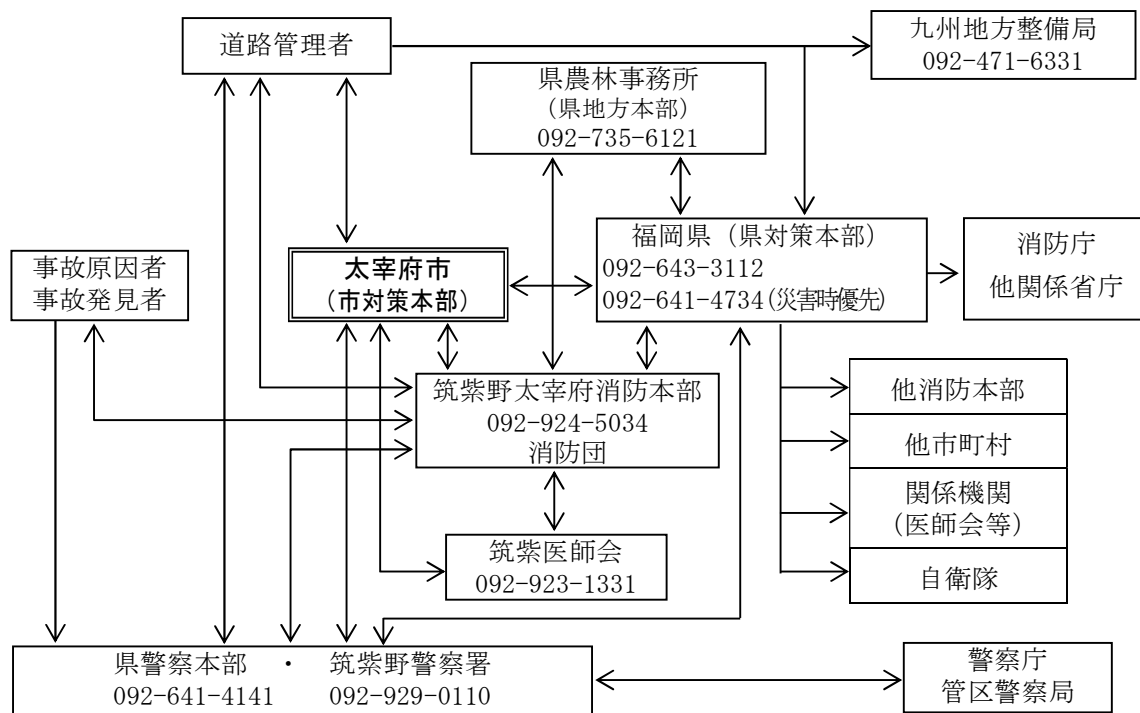 道路管理者
九州地方整備局
092-471-6331
県農林事務所
（県地方本部）
092-735-6121
福岡県（県対策本部）
092-643-3112
092-641-4734(災害時優先)
消防庁
他関係省庁
事故原因者
事故発見者
太宰府市
（市対策本部）
筑紫野太宰府消防本部
092-924-5034
消防団
他消防本部
他市町村
関係機関
（医師会等）
自衛隊
筑紫医師会
092-923-1331
県警察本部　・　筑紫野警察署
092-641-4141　092-929-0110
警察庁
管区警察局